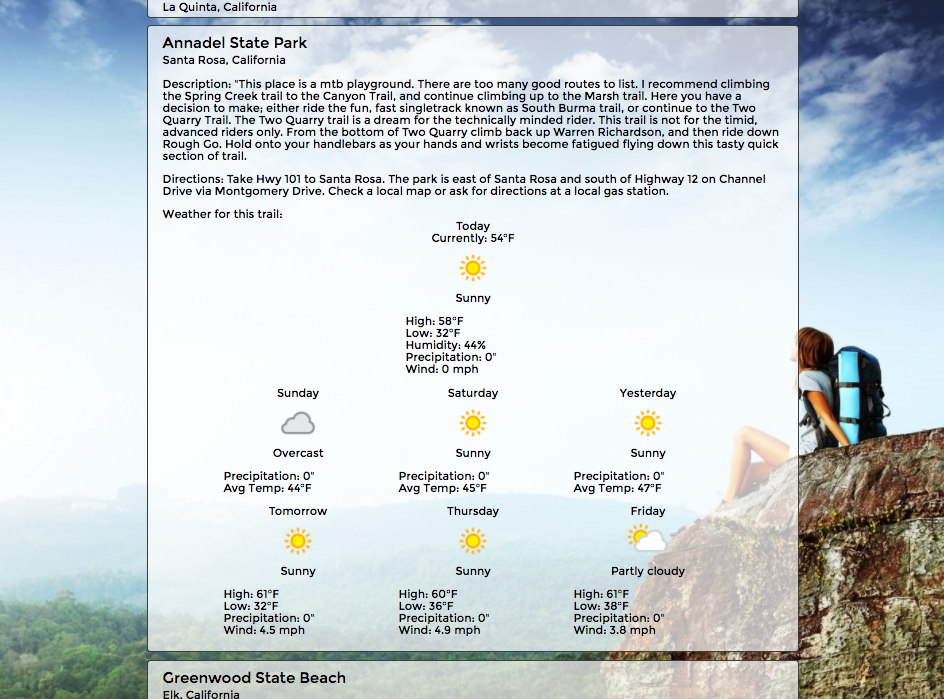 La Quinta, California
Annadel State Park
Santa Rosa, California
Description: "This place is a mtb playground. There are too many good routes to list. I recommend climbing
the Spring Creek trail to the Canyon Trail, and continue climbing up to the Marsh trail. Here you have a
decision to make; either ride the fun, fast singletrack known as South Burma trail, or continue to the Two
Quarry Trail. The Two Quarry trail is a dream for the technically minded rider. This trail is not for the timid,
advanced riders only. From the bottom of Two Quarry climb back up Warren Richardson, and then ride down
Rough Go. Hold onto your handlebars as your hands and wrists become fatigued flying down this tasty quick
section of trail.
Directions: Take Hwy 101 to Santa Rosa. The park is east of Santa Rosa and south of Highway 12 on Channel
Drive via Montgomery Drive. Check a local map or ask for directions at a local gas station.
Weather for this trail:
Today
Currently: 54°F
Sunny
High: 58°F
Low: 32°F
Humidity: 44%
Precipitation: 0"
Wind: 0 mph
Sunday Saturday Yesterday
Overcast Sunny Sunny
Precipitation: 0" Precipitation: 0" Precipitation: 0"
Avg Temp: 44°F Avg Temp: 45°F Avg Temp: 47°F
Tomorrow Thursday Friday
Sunny Sunny Partly cloudy
High: 61°F High: 60°F High: 61°F
Low: 32°F Low: 36°F Low: 38°F
Precipitation: 0" Precipitation: 0" Precipitation: 0"
Wind: 4.5 mph Wind: 4.9 mph Wind: 3.8 mph
Greenwood State Beach
Elk, California